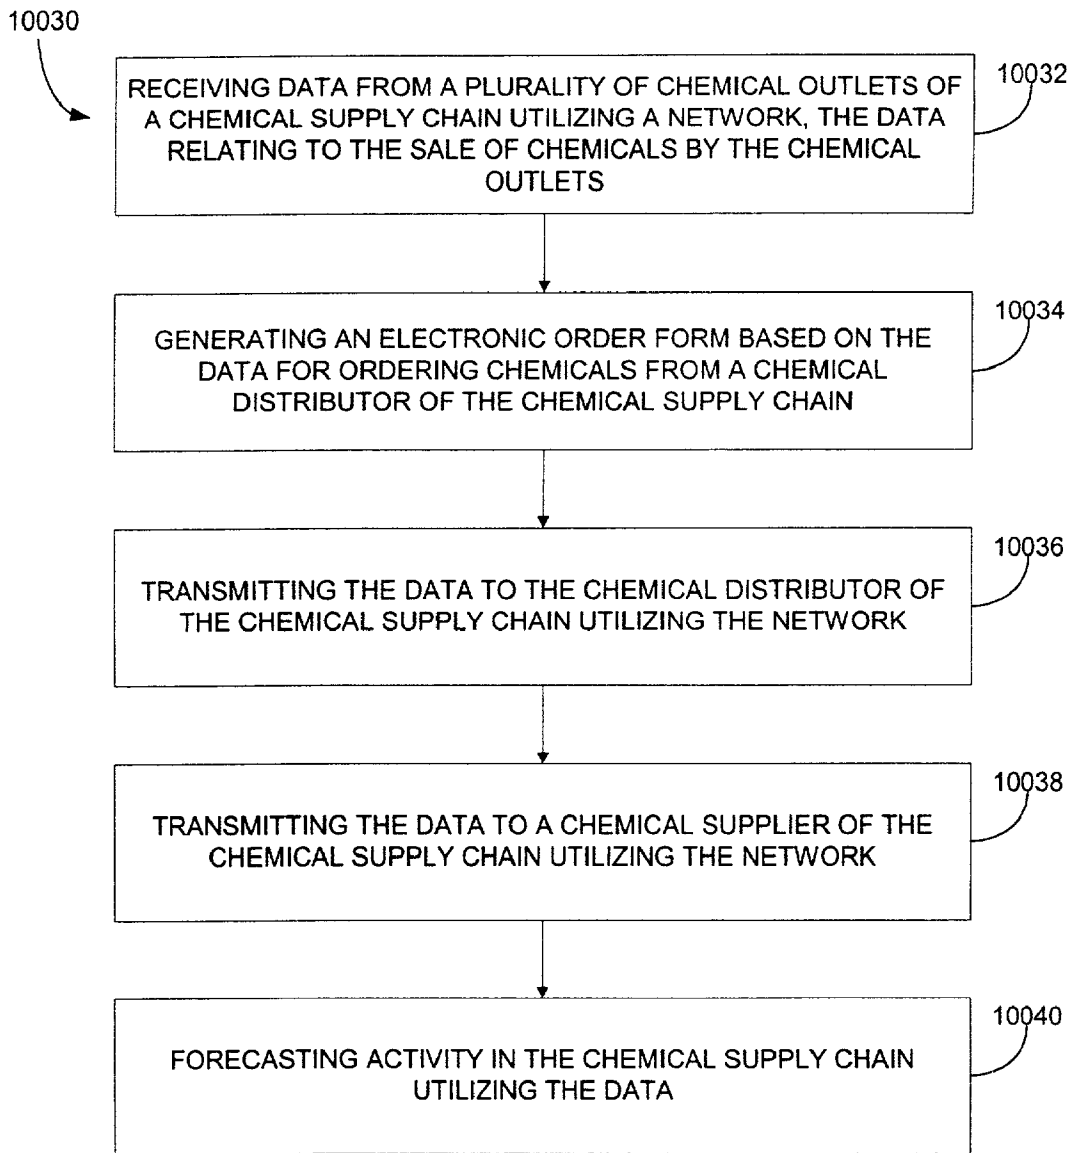 10030
10032
RECEIVING DATA FROM A PLURALITY OF CHEMICAL OUTLETS OF
A CHEMICAL SUPPLY CHAIN UTILIZING A NETWORK, THE DATA
RELATING TO THE SALE OF CHEMICALS BY THE CHEMICAL
OUTLETS
10034
GENERATING AN ELECTRONIC ORDER FORM BASED ON THE
DATA FOR ORDERING CHEMICALS FROM A CHEMICAL
DISTRIBUTOR OF THE CHEMICAL SUPPLY CHAIN
10036
TRANSMITTING THE DATA TO THE CHEMICAL DISTRIBUTOR OF
THE CHEMICAL SUPPLY CHAIN UTILIZING THE NETWORK
10038
TRANSMITTING THE DATA TO A CHEMICAL SUPPLIER OF THE
CHEMICAL SUPPLY CHAIN UTILIZING THE NETWORK
10040
FORECASTING ACTIVITY IN THE CHEMICAL SUPPLY CHAIN
UTILIZING THE DATA